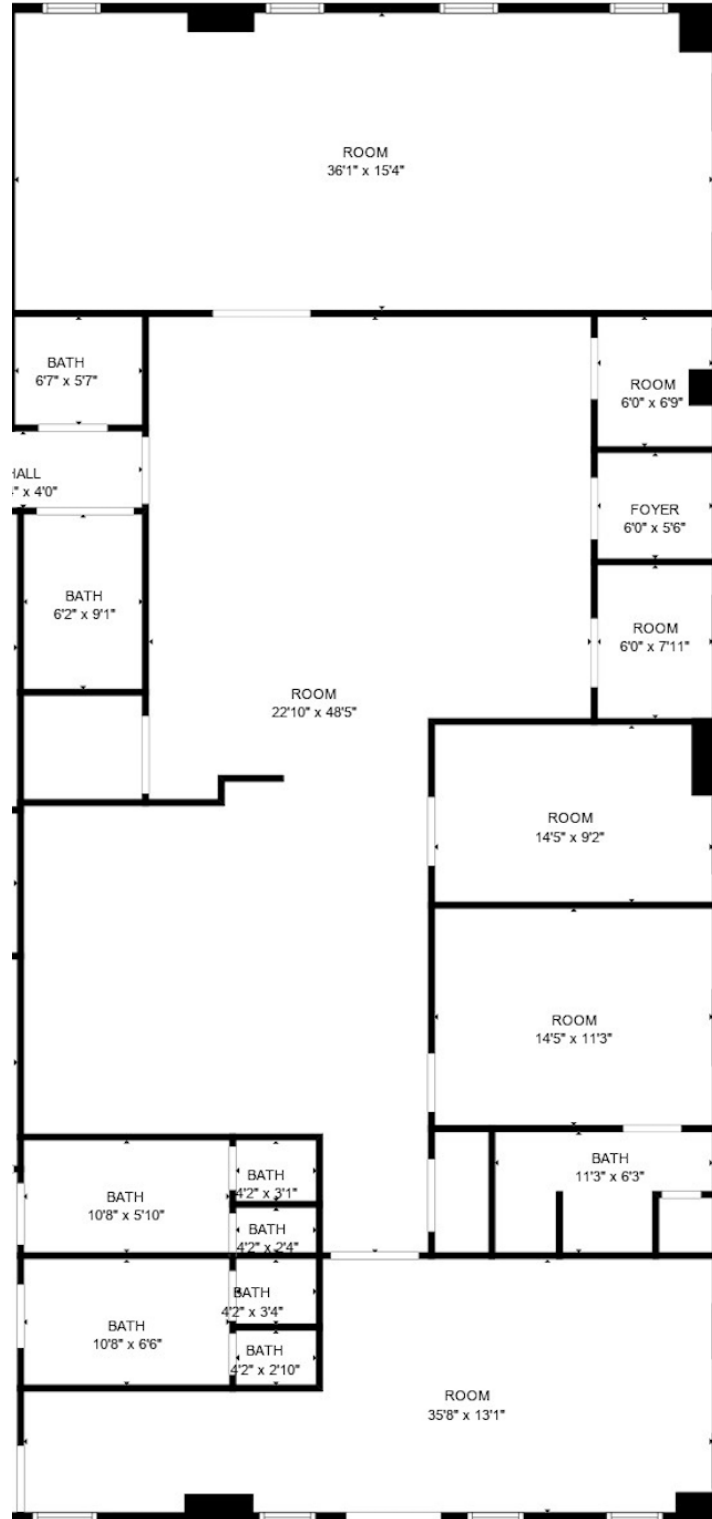 ROOM
36'1" x 15'4"
BATH
6'7" x 5'7"
ROOM
6'0" x 6'9"
HALL
" x 4'0"
FOYER
6'0" x 5'6"
BATH
6'2" x 9'1"
ROOM
6'0" x 7'11"
ROOM
22'10" x 48'5"
ROOM
14'5" x 9'2"
ROOM
14'5" x 11'3"
BATH
11'3" x 6'3"
BATH
4'2" x 3'1"
BATH
10'8" x 5'10"
BATH
4'2" x 2'4"
BATH
4'2" x 3'4"
BATH
10'8" x 6'6"
BATH
4'2" x 2'10"
ROOM
35'8" x 13'1"